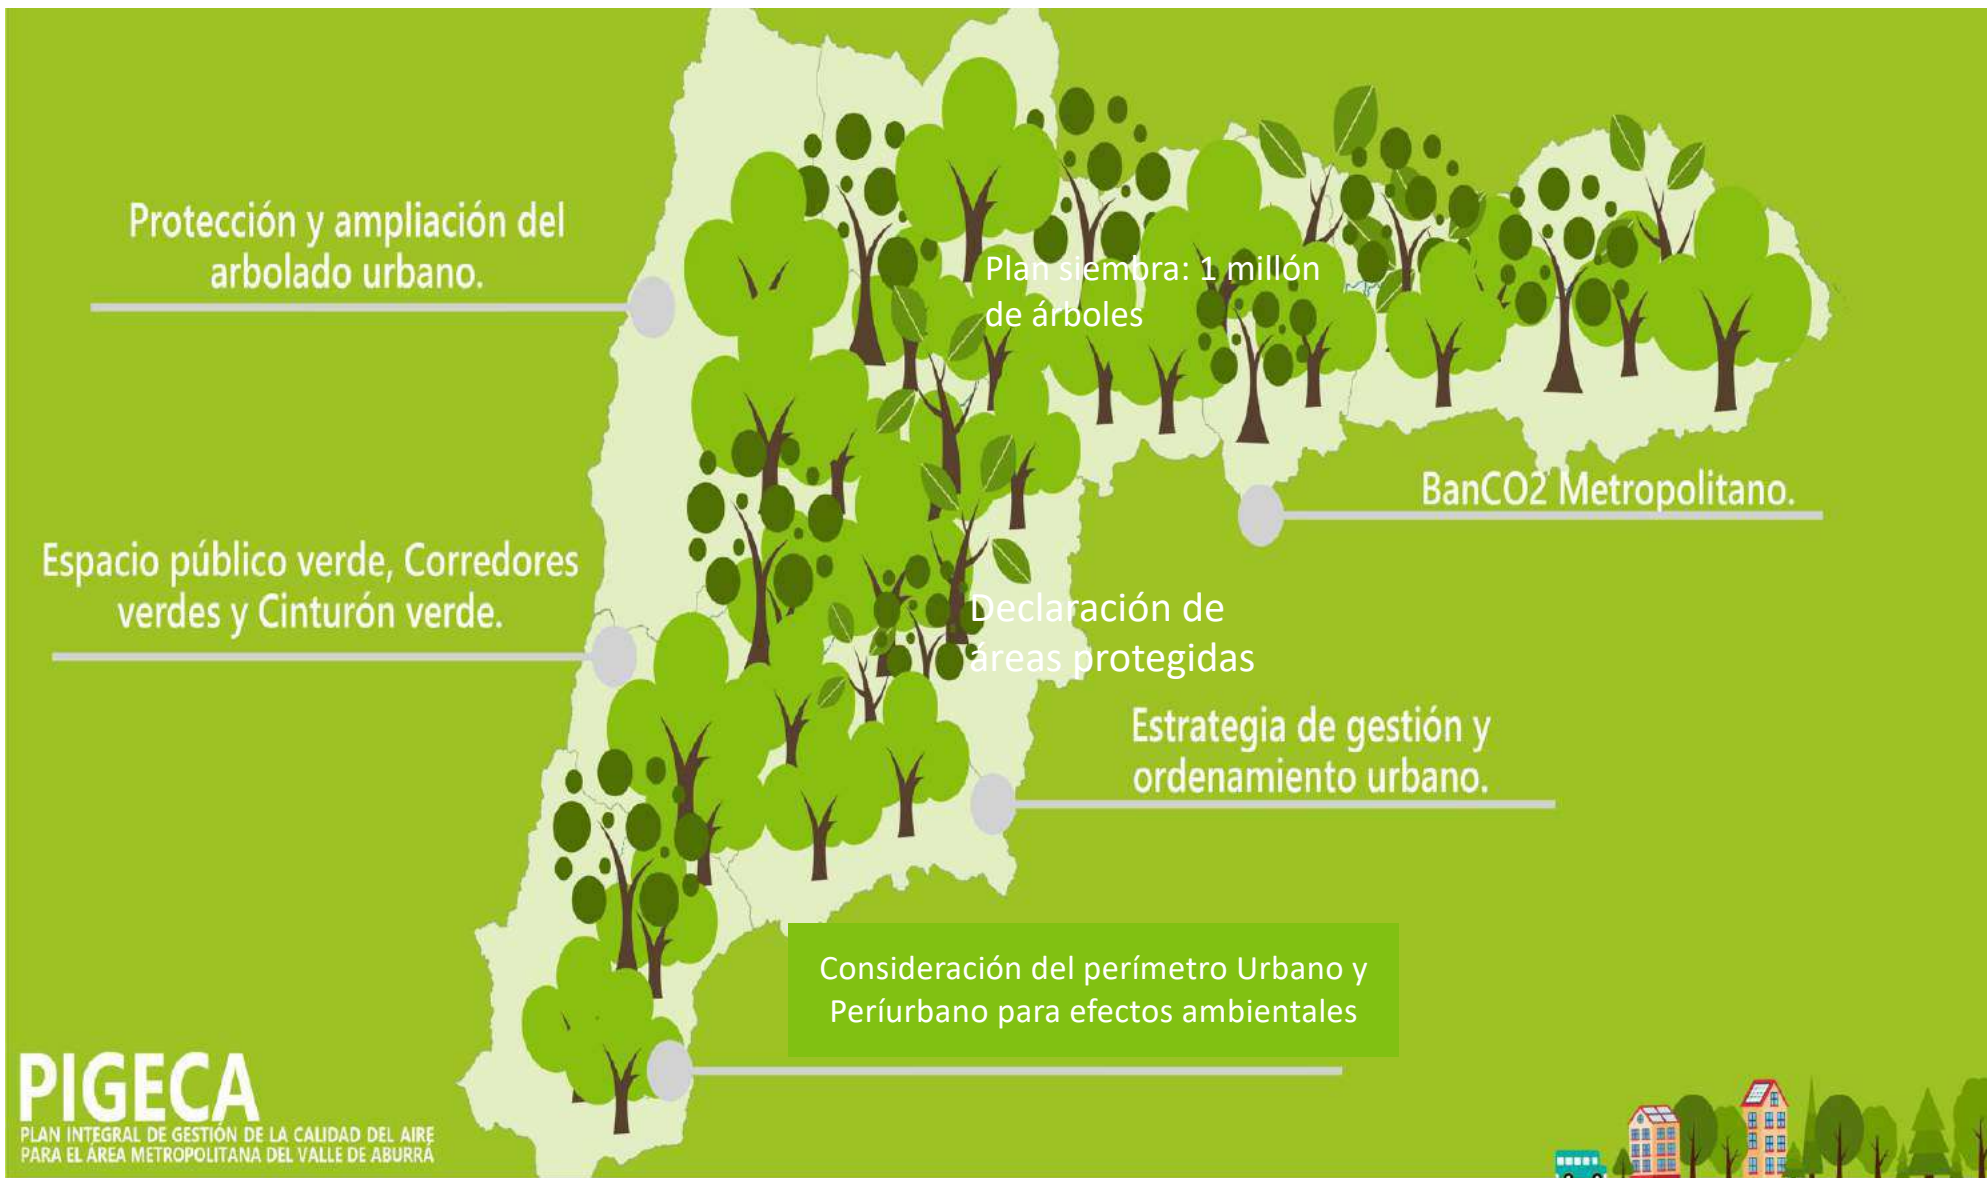 Protección y ampliación del
arbolado urbano.
Plan siembra: 1 millón
de árboles
BanCO2 Metropolitano.
Espacio público verde, Corredores
verdes y Cinturón verde.
Declaración de
áreas protegidas
Estrategia de gestión y
ordenamiento urbano.
Consideración del perímetro Urbano y
Períurbano para efectos ambientales
PIGECA
PLAN INTEGRAL DE GESTIÓN DE LA CALIDAD DEL AIRE
PARA EL ÁREA METROPOLITANA DEL VALLE DE ABURRÁ